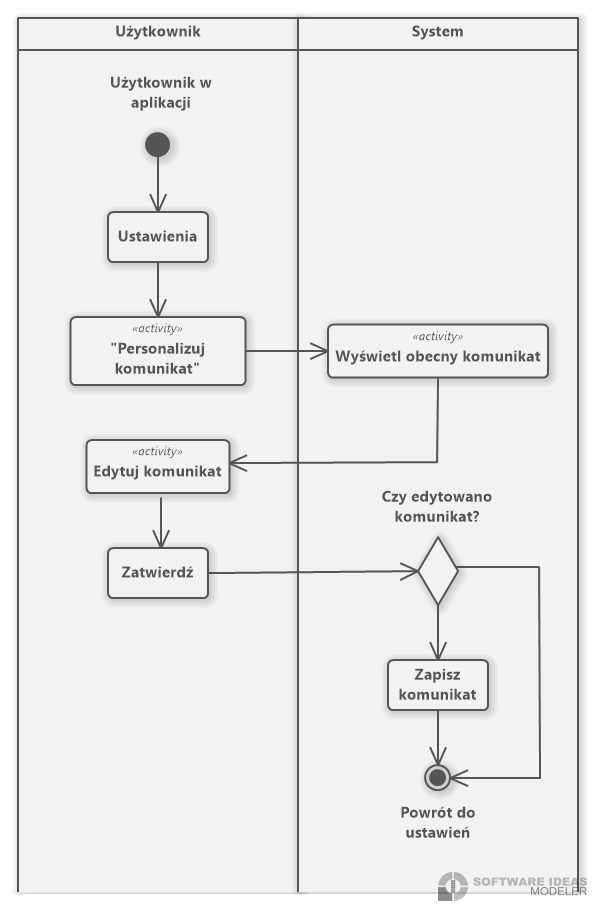 Użytkownik
System
Użytkownik w
aplikacji
Ustawienia
«activity»
"Personalizuj
komunikat"
«activity»
Wyświetl obecny komunikat
«activity»
Edytuj komunikat
Czy edytowano
komunikat?
Zatwierdź
Zapisz
komunikat
Powrót do
ustawień
SOFTWARE IDEAS
MODELER